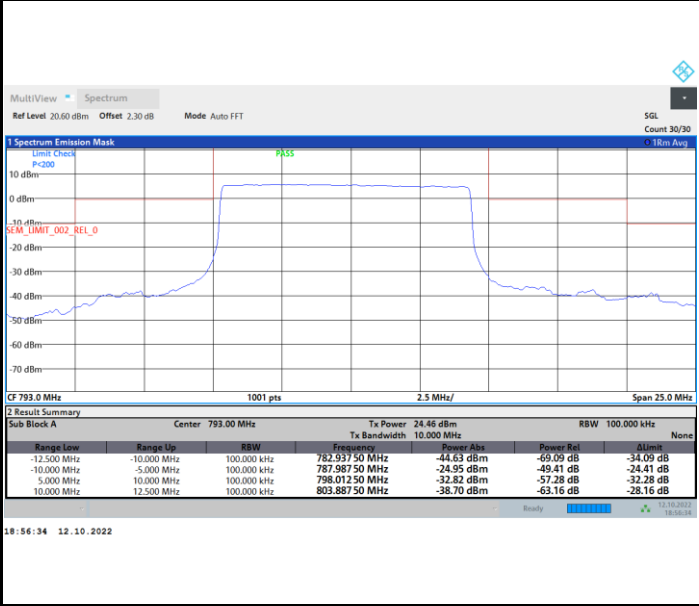 MultiView Spectrum
Ref Level 20.60 dBm Offset 2.30 dB Mode Auto FFT SGL
Count 30/30
1 Spectrum Emission Mask 1Rm Avg
Limit Check PASS
P<200
10 dBm
0 dBm
-10 dBm
SEM_LIMIT_002_REL_0
-20 dBm
-30 dBm
-40 dBm
-50 dBm
-60 dBm
-70 dBm
CF 793.0 MHz 1001 pts 2.5 MHz/ Span 25.0 MHz
2 Result Summary
Sub Block A Center 793.00 MHz Tx Power 24.46 dBm RBW 100.000 kHz
Tx Bandwidth 10.000 MHz None
Range Low Range Up RBW Frequency Power Abs Power Rel ΔLimit
-12.500 MHz -10.000 MHz 100.000 kHz 782.937 50 MHz -44.63 dBm -69.09 dB -34.09 dB
-10.000 MHz -5.000 MHz 100.000 kHz 787.987 50 MHz -24.95 dBm -49.41 dB -24.41 dB
5.000 MHz 10.000 MHz 100.000 kHz 798.012 50 MHz -32.82 dBm -57.28 dB -32.28 dB
10.000 MHz 12.500 MHz 100.000 kHz 803.887 50 MHz -38.70 dBm -63.16 dB -28.16 dB
Ready 12.10.2022
18:56:34
18:56:34 12.10.2022